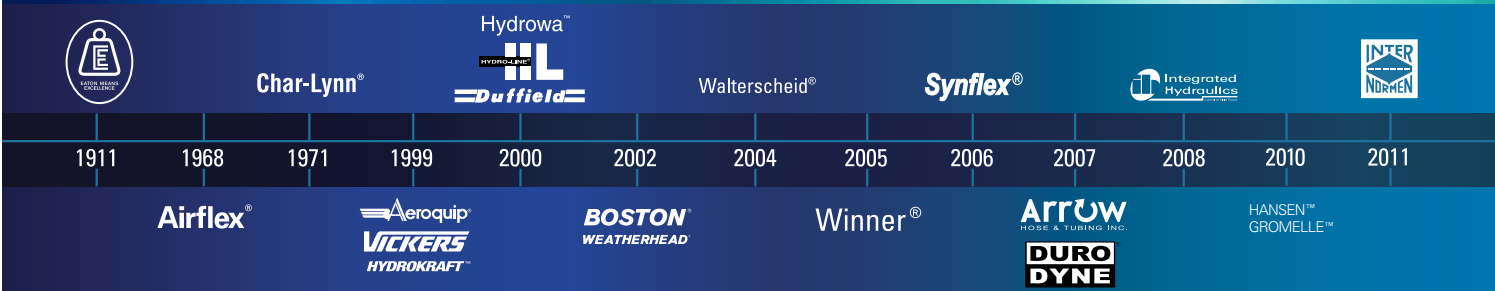 Hydrowa™
HYDRO-LINE®
HL
Duffield
E
EATON MEANS
EXCELLENCE
Char-Lynn®
Walterscheid®
Synflex®
Integrated
Hydraulics
INTER
NORMEN
1911 1968 1971 1999 2000 2002 2004 2005 2006 2007 2008 2010 2011
Airflex®
Aeroquip®
VICKERS
HYDROKRAFT™
BOSTON®
WEATHERHEAD®
Winner®
Arrow
HOSE & TUBING INC.
DURO
DYNE
HANSEN™
GROMELLE™